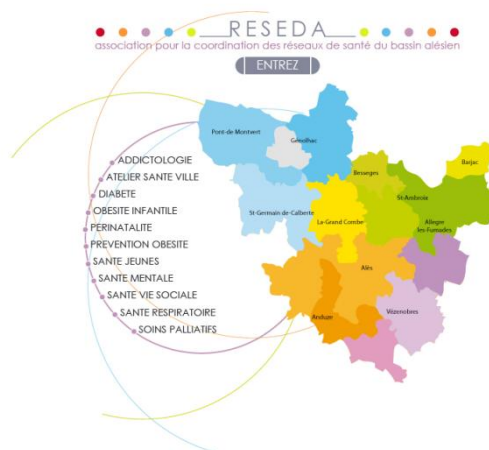 RESEDA
association pour la coordination des réseaux de santé du bassin alésien
ENTREZ
ADDICTOLOGIE
ATELIER SANTE VILLE
DIABETE
OBESITE INFANTILE
PERINATALITE
PREVENTION OBESITE
SANTE JEUNES
SANTE MENTALE
SANTE VIE SOCIALE
SANTE RESPIRATOIRE
SOINS PALLIATIFS
Pont-de Montvert
Génolhac
Barjac
Besseges
St-Ambroix
St-Germain de-Calberte
La-Grand Combe
Allegre
les-Fumades
Alès
Anduze
Vézenobres